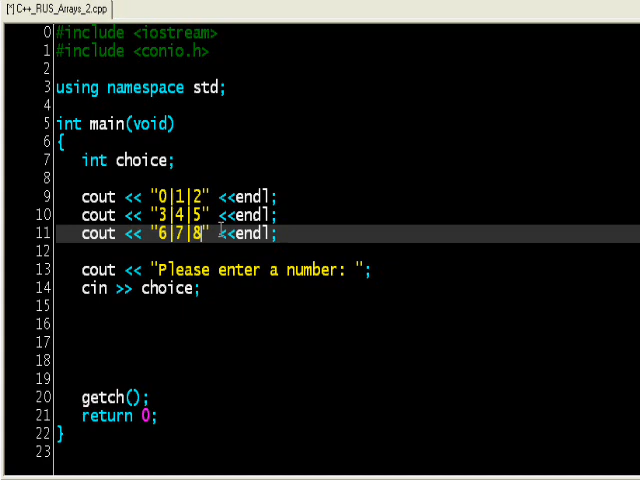 [*] C++_RUS_Arrays_2.cpp
0 #include <iostream>
1 #include <conio.h>
2
3 using namespace std;
4
5 int main(void)
6 {
7 int choice;
8
9 cout << "0|1|2" <<endl;
10 cout << "3|4|5" <<endl;
11 cout << "6|7|8" <<endl;
12
13 cout << "Please enter a number: ";
14 cin >> choice;
15
16
17
18
19
20 getch();
21 return 0;
22 }
23